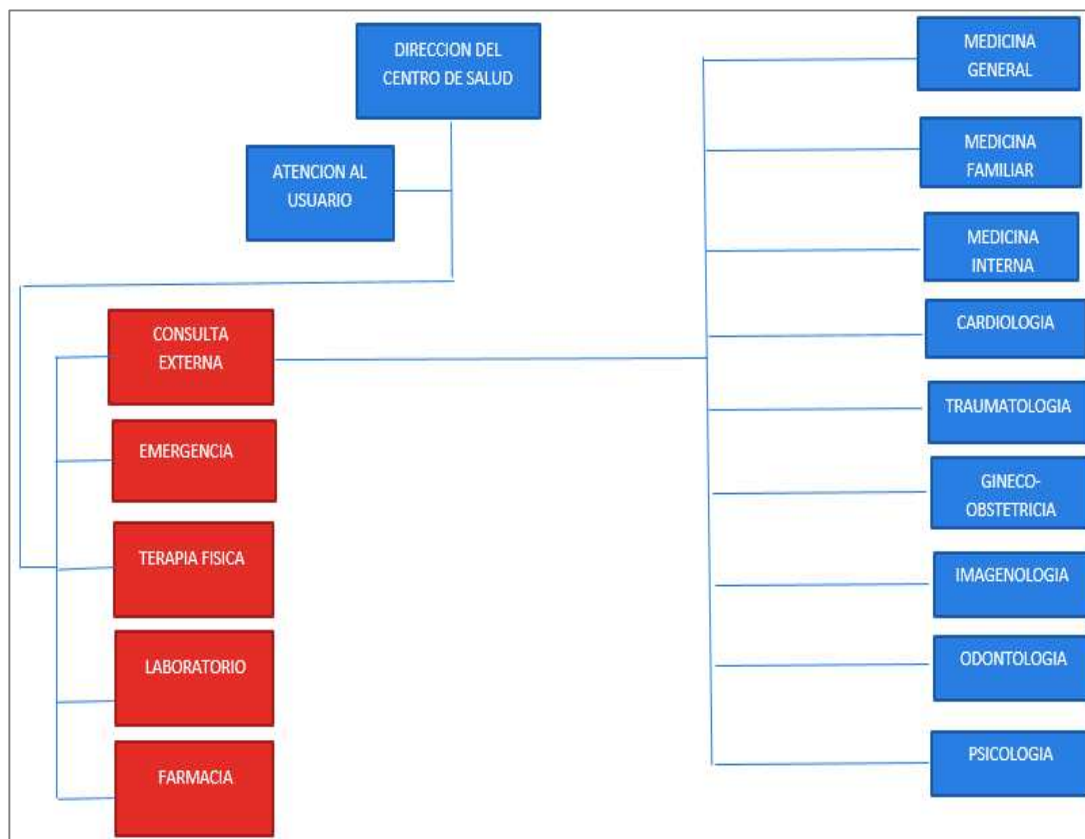 DIRECCION DEL
CENTRO DE SALUD
ATENCION AL
USUARIO
CONSULTA
EXTERNA
EMERGENCIA
TERAPIA FISICA
LABORATORIO
FARMACIA
MEDICINA
GENERAL
MEDICINA
FAMILIAR
MEDICINA
INTERNA
CARDIOLOGIA
TRAUMATOLOGIA
GINECO-
OBSTETRICIA
IMAGENOLOGIA
ODONTOLOGIA
PSICOLOGIA